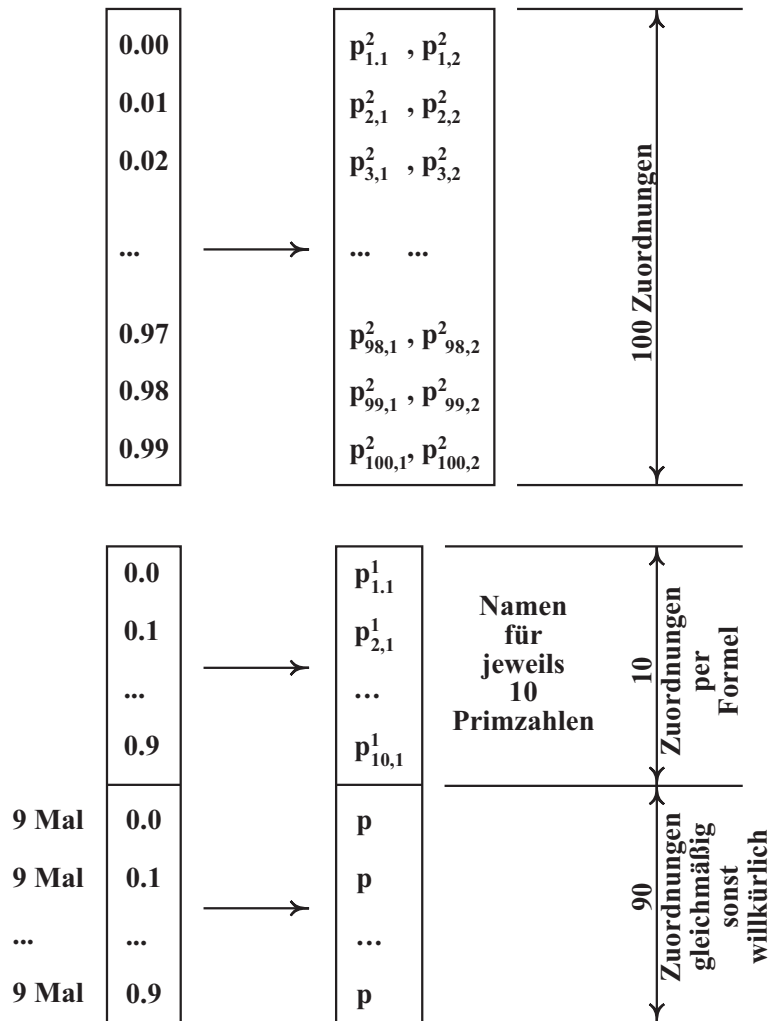 0.00 p²₁.₁ , p²₁,₂
0.01 p²₂,₁ , p²₂,₂
0.02 p²₃,₁ , p²₃,₂
... ... ...
0.97 p²₉₈,₁ , p²₉₈,₂
0.98 p²₉₉,₁ , p²₉₉,₂
0.99 p²₁₀₀,₁, p²₁₀₀,₂
100 Zuordnungen
0.0 p¹₁.₁
0.1 p¹₂,₁
... ...
0.9 p¹₁₀,₁
Namen
für
jeweils
10
Primzahlen
10
Zuordnungen
per
Formel
9 Mal 0.0 p
9 Mal 0.1 p
... ... ...
9 Mal 0.9 p
90
Zuordnungen
gleichmäßig
sonst
willkürlich